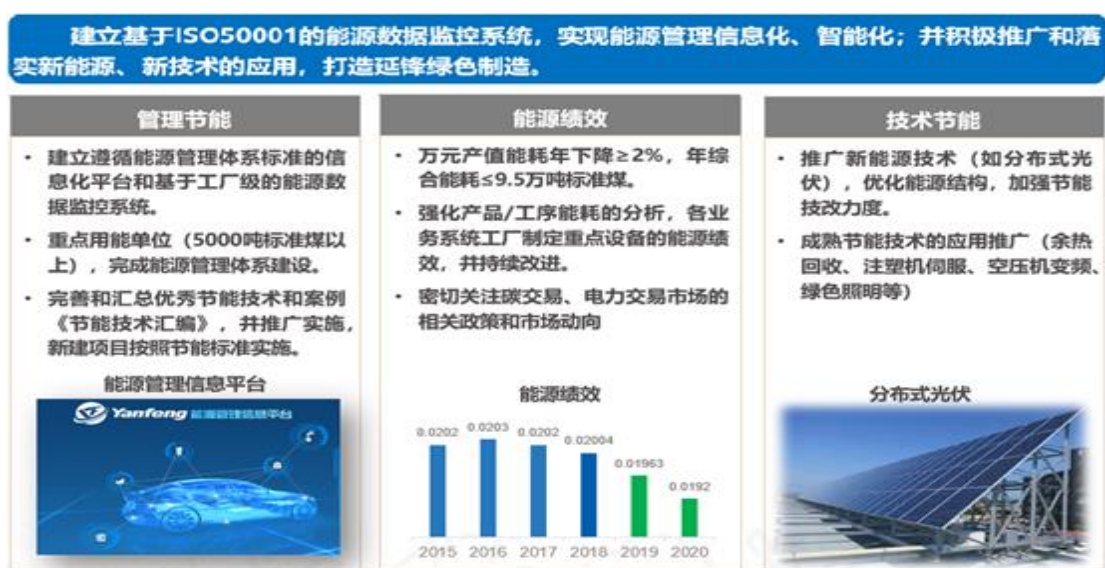 建立基于ISO50001的能源数据监控系统，实现能源管理信息化、智能化；并积极推广和落
实新能源、新技术的应用，打造延锋绿色制造。
管理节能
• 建立遵循能源管理体系标准的信
息化平台和基于工厂级的能源数
据监控系统。
• 重点用能单位（5000吨标准煤以
上），完成能源管理体系建设。
• 完善和汇总优秀节能技术和案例
《节能技术汇编》，并推广实施，
新建项目按照节能标准实施。
能源管理信息平台
Yanfeng 能源管理信息平台
能源绩效
• 万元产值能耗年下降≥2%，年综
合能耗≤9.5万吨标准煤。
• 强化产品/工序能耗的分析，各业
务系统工厂制定重点设备的能源绩
效，并持续改进。
• 密切关注碳交易、电力交易市场的
相关政策和市场动向
能源绩效
0.0202 0.0203 0.0202 0.02004 0.01963 0.0192
2015 2016 2017 2018 2019 2020
技术节能
• 推广新能源技术（如分布式光
伏），优化能源结构，加强节能
技改力度。
• 成熟节能技术的应用推广（余热
回收、注塑机伺服、空压机变频、
绿色照明等）
分布式光伏